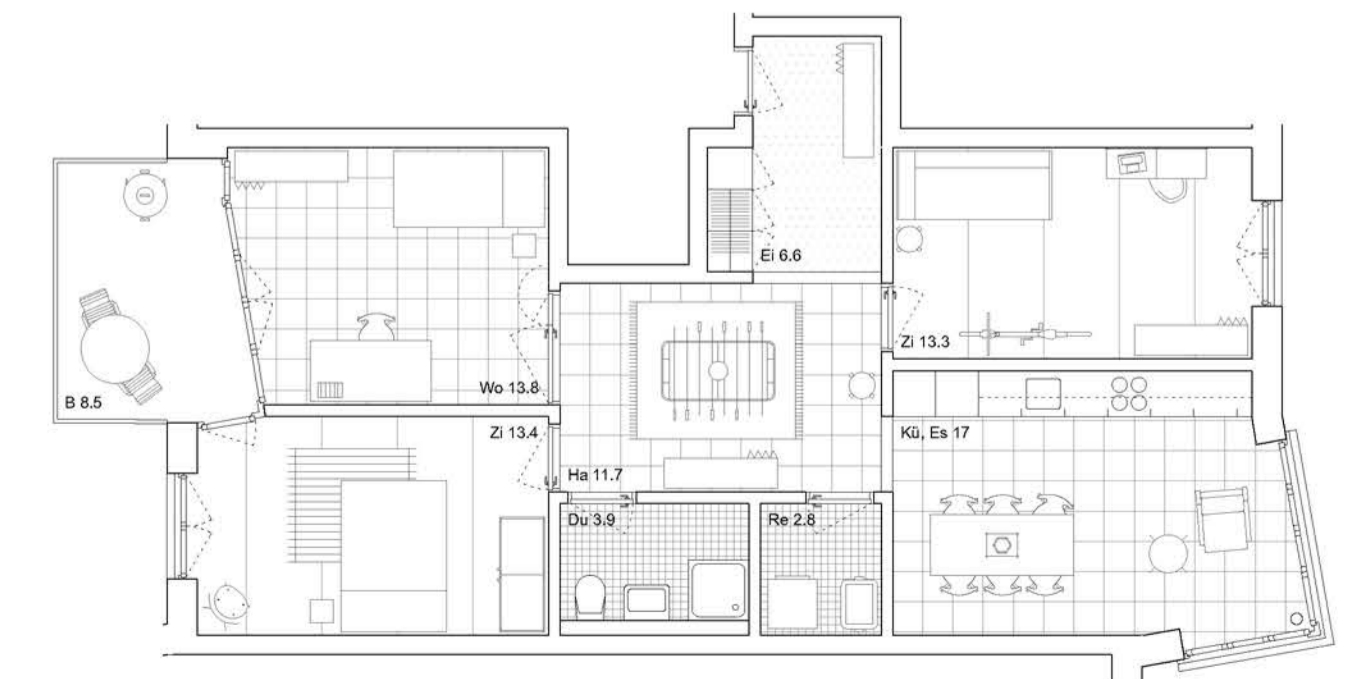 Ei 6.6
Zi 13.3
Wo 13.8
B 8.5
Zi 13.4
Kü, Es 17
Ha 11.7
Du 3.9
Re 2.8